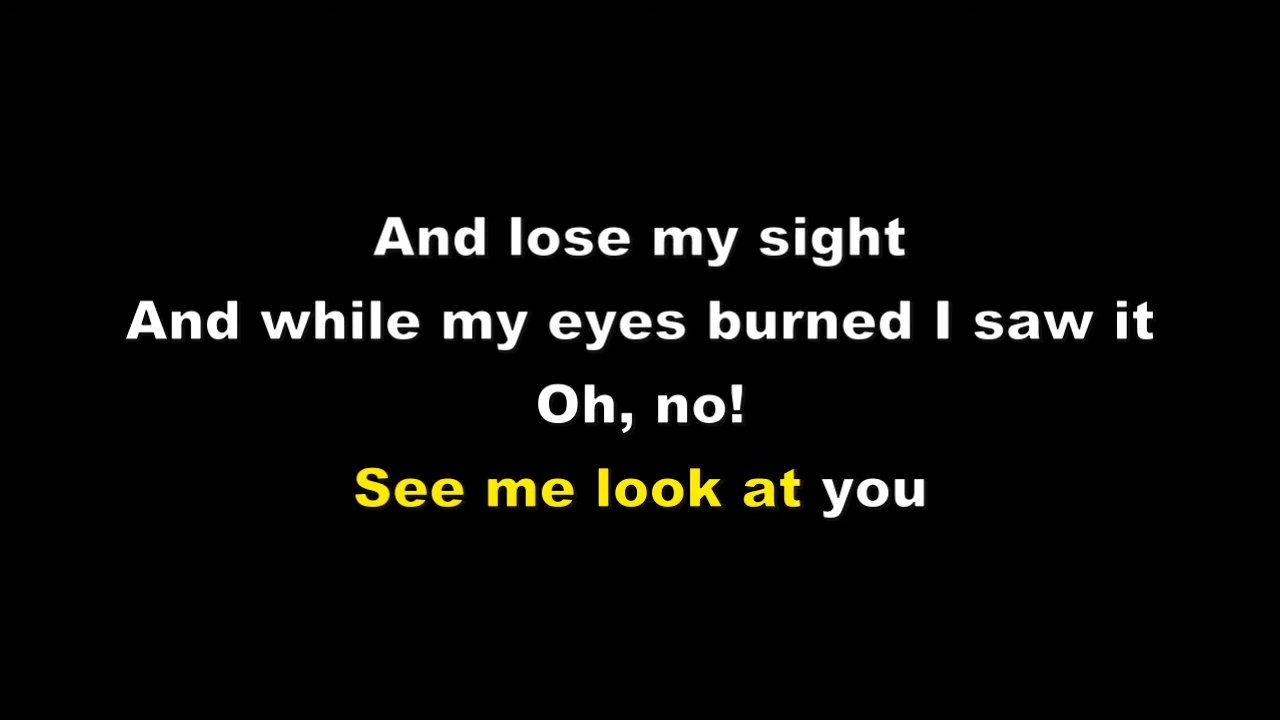 And lose my sight
And while my eyes burned I saw it
Oh, no!
See me look at you